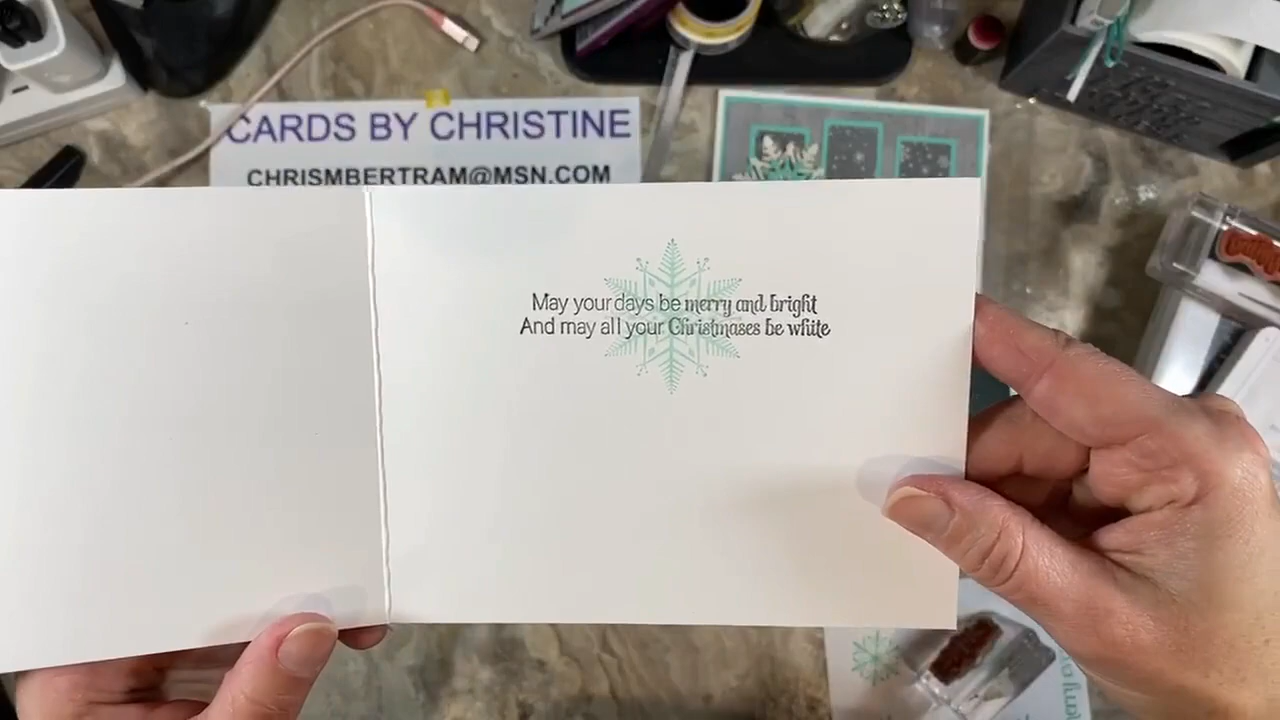 CARDS BY CHRISTINE
CHRISMBERTRAM@MSN.COM
May your days be merry and bright
And may all your Christmases be white